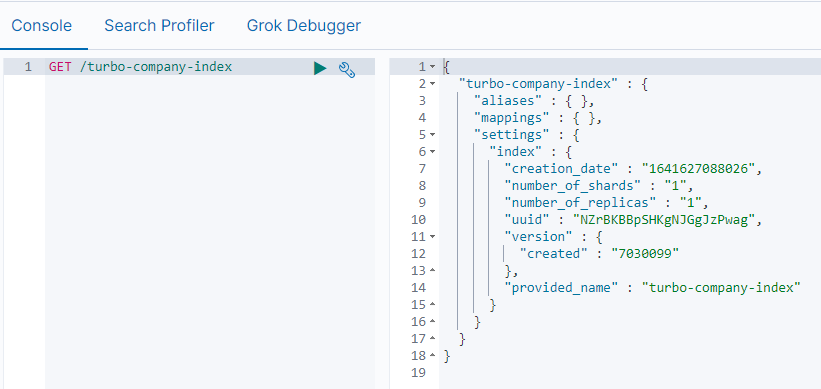 Console Search Profiler Grok Debugger
1 GET /turbo-company-index
1 {
2 "turbo-company-index" : {
3 "aliases" : { },
4 "mappings" : { },
5 "settings" : {
6 "index" : {
7 "creation_date" : "1641627088026",
8 "number_of_shards" : "1",
9 "number_of_replicas" : "1",
10 "uuid" : "NZrBKBBpSHKgNJGgJzPwag",
11 "version" : {
12 "created" : "7030099"
13 },
14 "provided_name" : "turbo-company-index"
15 }
16 }
17 }
18 }
19